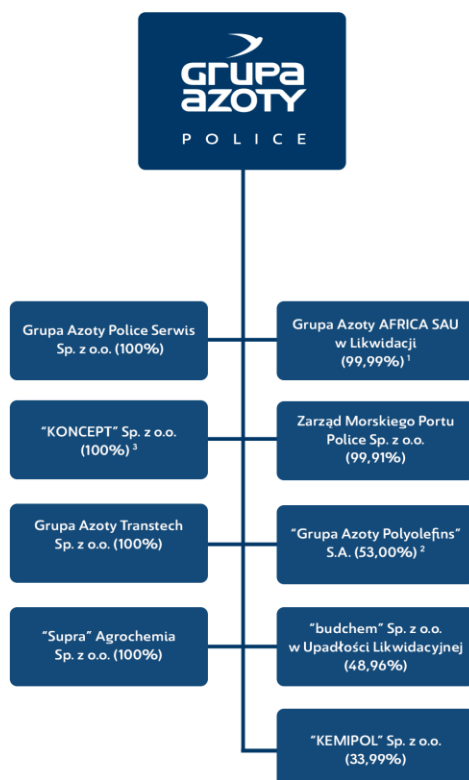 GRUPA
AZOTY
POLICE
Grupa Azoty Police Serwis
Sp. z o.o. (100%)
Grupa Azoty AFRICA SAU
w Likwidacji
(99,99%) ¹
"KONCEPT" Sp. z o.o.
(100%) ³
Zarząd Morskiego Portu
Police Sp. z o.o.
(99,91%)
Grupa Azoty Transtech
Sp. z o.o. (100%)
"Grupa Azoty Polyolefins"
S.A. (53,00%) ²
"Supra" Agrochemia
Sp. z o.o. (100%)
"budchem" Sp. z o.o.
w Upadłości Likwidacyjnej
(48,96%)
"KEMIPOL" Sp. z o.o.
(33,99%)